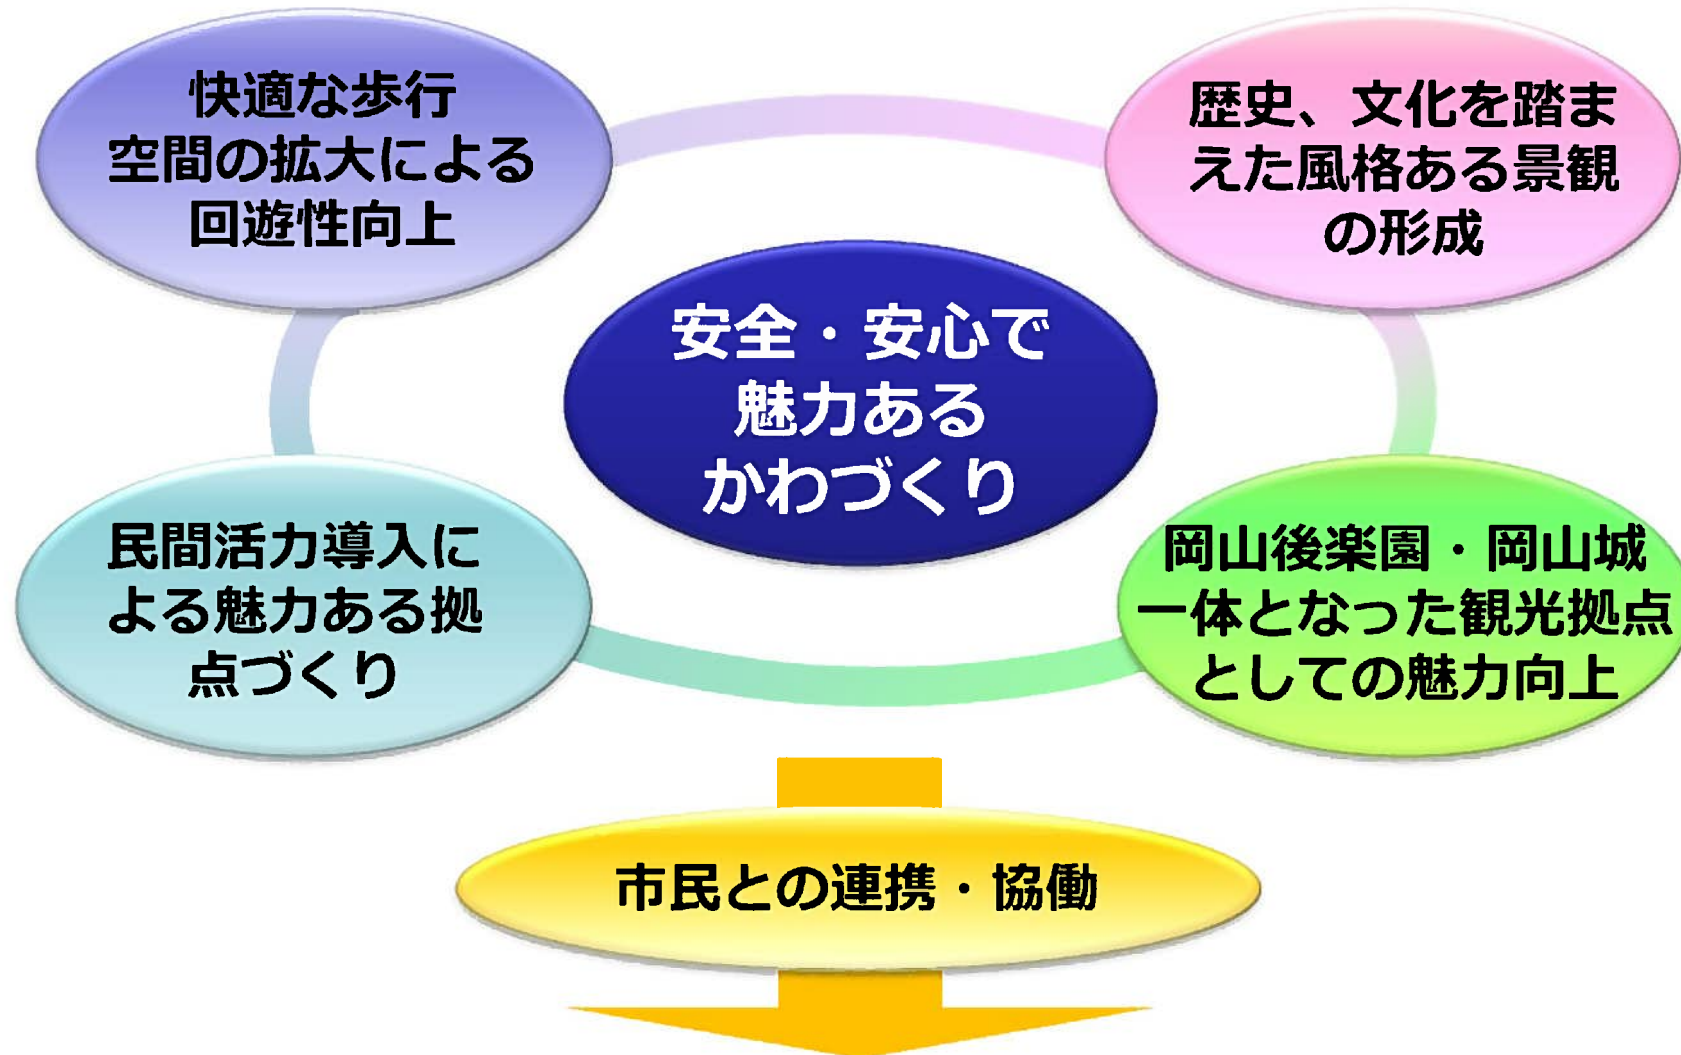 快適な歩行
空間の拡大による
回遊性向上
歴史、文化を踏ま
えた風格ある景観
の形成
安全・安心で
魅力ある
かわづくり
民間活力導入に
よる魅力ある拠
点づくり
岡山後楽園・岡山城
一体となった観光拠点
としての魅力向上
市民との連携・協働